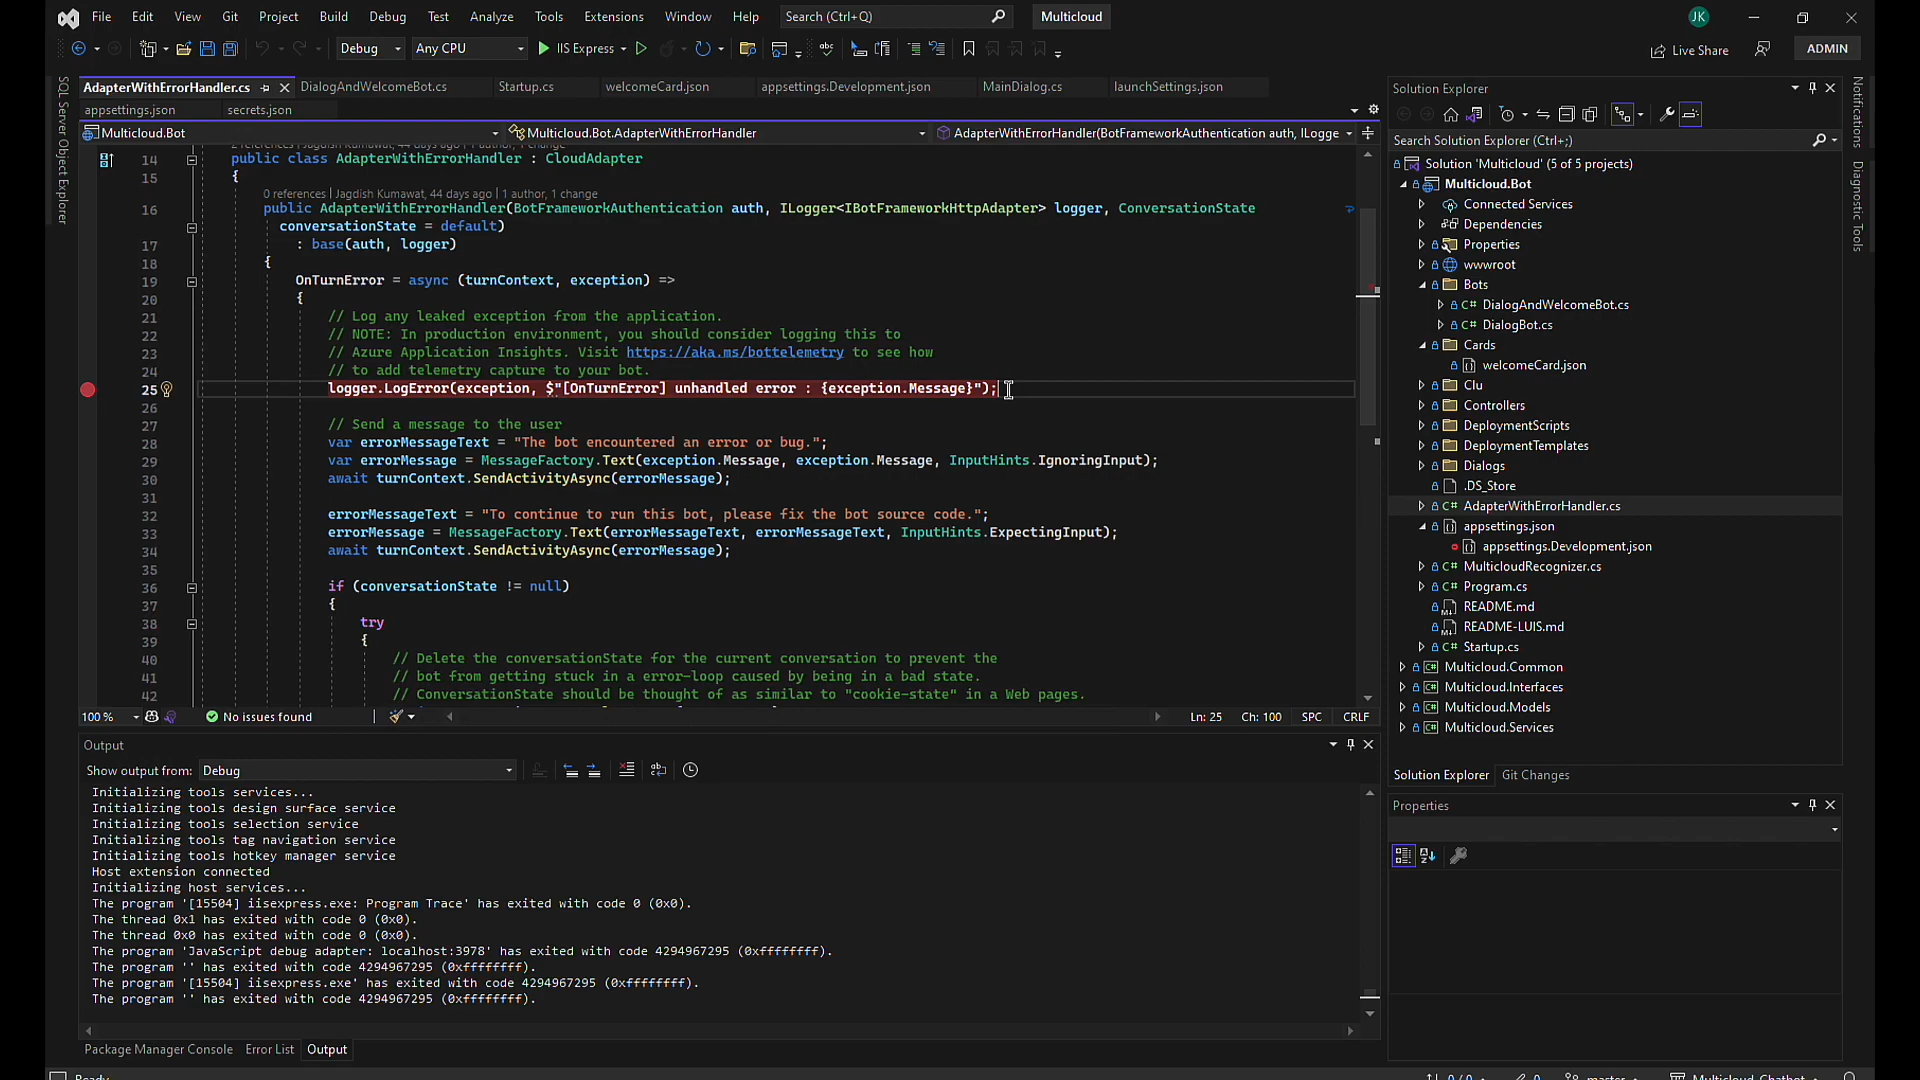 File Edit View Git Project Build Debug Test Analyze Tools Extensions Window Help Search (Ctrl+Q) Multicloud JK
Debug Any CPU IIS Express Live Share ADMIN
AdapterWithErrorHandler.cs DialogAndWelcomeBot.cs Startup.cs welcomeCard.json appsettings.Development.json MainDialog.cs launchSettings.json
appsettings.json secrets.json
Multicloud.Bot Multicloud.Bot.AdapterWithErrorHandler AdapterWithErrorHandler(BotFrameworkAuthentication auth, ILogge
SQL Server Object Explorer
14 public class AdapterWithErrorHandler : CloudAdapter
15 {
0 references | Jagdish Kumawat, 44 days ago | 1 author, 1 change
16 public AdapterWithErrorHandler(BotFrameworkAuthentication auth, ILogger<IBotFrameworkHttpAdapter> logger, ConversationState
conversationState = default)
17 : base(auth, logger)
18 {
19 OnTurnError = async (turnContext, exception) =>
20 {
21 // Log any leaked exception from the application.
22 // NOTE: In production environment, you should consider logging this to
23 // Azure Application Insights. Visit https://aka.ms/bottelemetry to see how
24 // to add telemetry capture to your bot.
25 logger.LogError(exception, $"[OnTurnError] unhandled error : {exception.Message}");
26
27 // Send a message to the user
28 var errorMessageText = "The bot encountered an error or bug.";
29 var errorMessage = MessageFactory.Text(exception.Message, exception.Message, InputHints.IgnoringInput);
30 await turnContext.SendActivityAsync(errorMessage);
31
32 errorMessageText = "To continue to run this bot, please fix the bot source code.";
33 errorMessage = MessageFactory.Text(errorMessageText, errorMessageText, InputHints.ExpectingInput);
34 await turnContext.SendActivityAsync(errorMessage);
35
36 if (conversationState != null)
37 {
38 try
39 {
40 // Delete the conversationState for the current conversation to prevent the
41 // bot from getting stuck in a error-loop caused by being in a bad state.
42 // ConversationState should be thought of as similar to "cookie-state" in a Web pages.
100 % No issues found Ln: 25 Ch: 100 SPC CRLF
Output
Show output from: Debug
Initializing tools services...
Initializing tools design surface service
Initializing tools selection service
Initializing tools tag navigation service
Initializing tools hotkey manager service
Host extension connected
Initializing host services...
The program '[15504] iisexpress.exe: Program Trace' has exited with code 0 (0x0).
The thread 0x1 has exited with code 0 (0x0).
The thread 0x0 has exited with code 0 (0x0).
The program 'JavaScript debug adapter: localhost:3978' has exited with code 4294967295 (0xffffffff).
The program '' has exited with code 4294967295 (0xffffffff).
The program '[15504] iisexpress.exe' has exited with code 4294967295 (0xffffffff).
The program '' has exited with code 4294967295 (0xffffffff).
Package Manager Console Error List Output
Solution Explorer
Search Solution Explorer (Ctrl+;)
Solution 'Multicloud' (5 of 5 projects)
Multicloud.Bot
Connected Services
Dependencies
Properties
wwwroot
Bots
C# DialogAndWelcomeBot.cs
C# DialogBot.cs
Cards
welcomeCard.json
Clu
Controllers
DeploymentScripts
DeploymentTemplates
Dialogs
.DS_Store
C# AdapterWithErrorHandler.cs
appsettings.json
appsettings.Development.json
C# MulticloudRecognizer.cs
C# Program.cs
README.md
README-LUIS.md
C# Startup.cs
Multicloud.Common
Multicloud.Interfaces
Multicloud.Models
Multicloud.Services
Solution Explorer Git Changes
Properties
Notifications
Diagnostic Tools
Ready